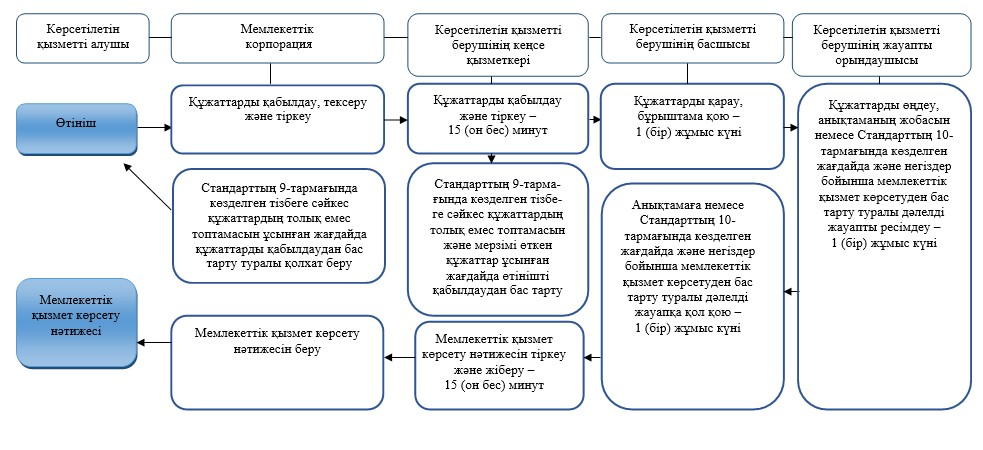 Көрсетілетін
қызметті алушы
Мемлекеттік
корпорация
Көрсетілетін қызметті
берушінің кеңсе
қызметкері
Көрсетілетін қызметті
берушінің басшысы
Көрсетілетін қызметті
берушінің жауапты
орындаушысы
Өтініш
Құжаттарды қабылдау, тексеру
және тіркеу
Құжаттарды қабылдау
және тіркеу –
15 (он бес) минут
Құжаттарды қарау,
бұрыштама қою –
1 (бір) жұмыс күні
Құжаттарды өңдеу,
анықтаманың жобасын
немесе Стандарттың 10-
тармағында көзделген
жағдайда және негіздер
бойынша мемлекеттік
қызмет көрсетуден бас
тарту туралы дәлелді
жауапты ресімдеу –
1 (бір) жұмыс күні
Стандарттың 9-тармағында
көзделген тізбеге сәйкес
құжаттардың толық емес
топтамасын ұсынған жағдайда
құжаттарды қабылдаудан бас
тарту туралы қолхат беру
Стандарттың 9-тарма-
ғында көзделген тізбе-
ге сәйкес құжаттардың
толық емес топтамасын
және мерзімі өткен
құжаттар ұсынған
жағдайда өтінішті
қабылдаудан бас тарту
Анықтамаға немесе
Стандарттың 10-
тармағында көзделген
жағдайда және негіздер
бойынша мемлекеттік
қызмет көрсетуден бас
тарту туралы дәлелді
жауапқа қол қою –
1 (бір) жұмыс күні
Мемлекеттік
қызмет көрсету
нәтижесі
Мемлекеттік қызмет көрсету
нәтижесін беру
Мемлекеттік қызмет
көрсету нәтижесін тіркеу
және жіберу –
15 (он бес) минут